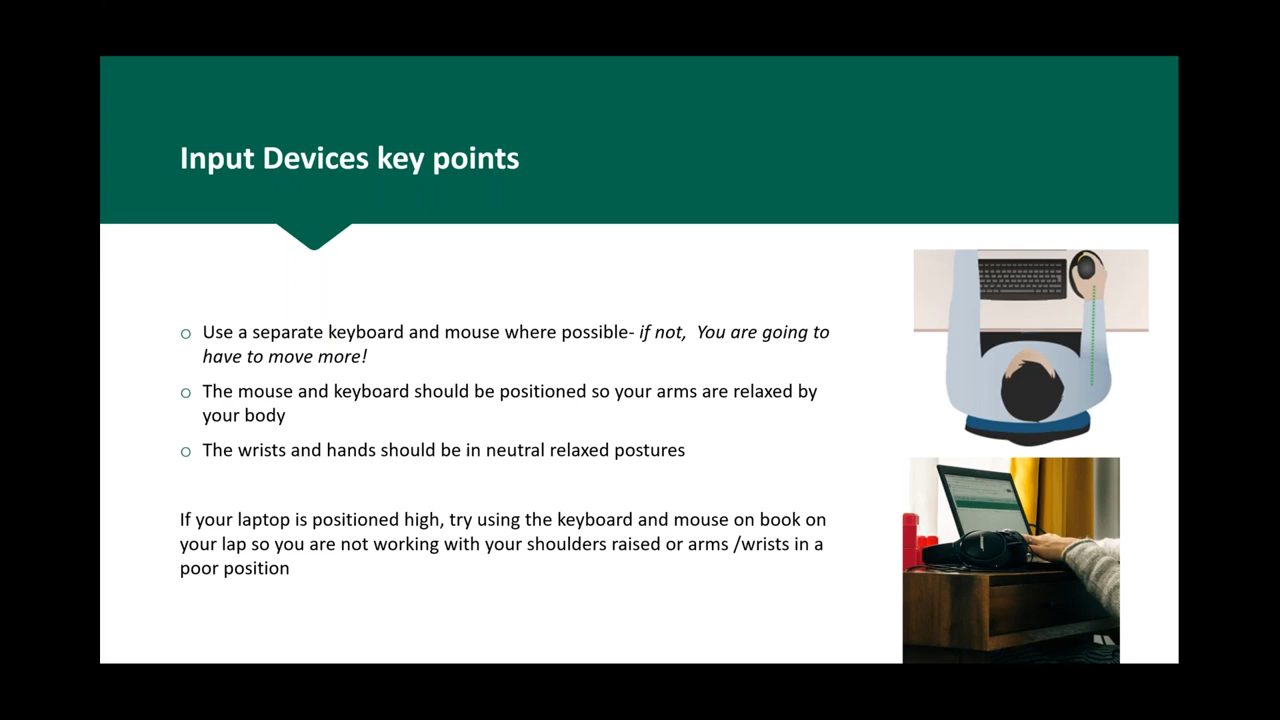 Input Devices key points
o Use a separate keyboard and mouse where possible- if not,  You are going to
have to move more!
o The mouse and keyboard should be positioned so your arms are relaxed by
your body
o The wrists and hands should be in neutral relaxed postures
If your laptop is positioned high, try using the keyboard and mouse on book on
your lap so you are not working with your shoulders raised or arms /wrists in a
poor position